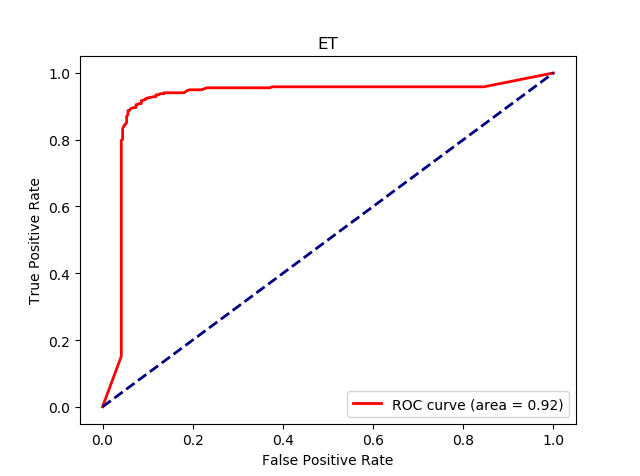 ET
1.0
0.8
0.6
0.4
0.2
0.0
True Positive Rate
ROC curve (area = 0.92)
0.0 0.2 0.4 0.6 0.8 1.0
False Positive Rate